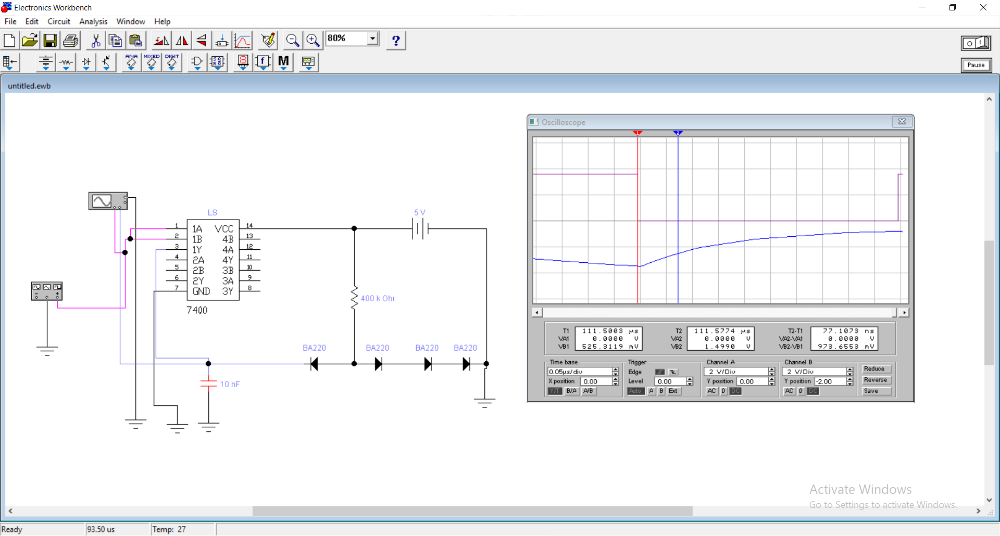 Electronics Workbench
File Edit Circuit Analysis Window Help
80%
?
ANA MIXED DIGIT
f M
Pause
untitled.ewb
Oscilloscope
1 2
LS
5 V
1 1A VCC 14
2 1B 4B 13
3 1Y 4A 12
4 2A 4Y 11
5 2B 3B 10
6 2Y 3A 9
7 GND 3Y 8
7400
400 k Ohı
BA220 BA220 BA220 BA220
10 nF
T1 111.5003 µs T2 111.5774 µs T2-T1 77.1073 ns
VA1 0.0000 V VA2 0.0000 V VA2-VA1 0.0000 V
VB1 525.3119 mV VB2 1.4990 V VB2-VB1 973.6553 mV
Time base Trigger Channel A Channel B
0.05µs/div Edge 2 V/Div 2 V/Div Reduce
X position 0.00 Level 0.00 Y position 0.00 Y position -2.00 Reverse
Y/T B/A A/B Auto A B Ext AC 0 DC AC 0 DC Save
Activate Windows
Go to Settings to activate Windows.
Ready 93.50 us Temp: 27